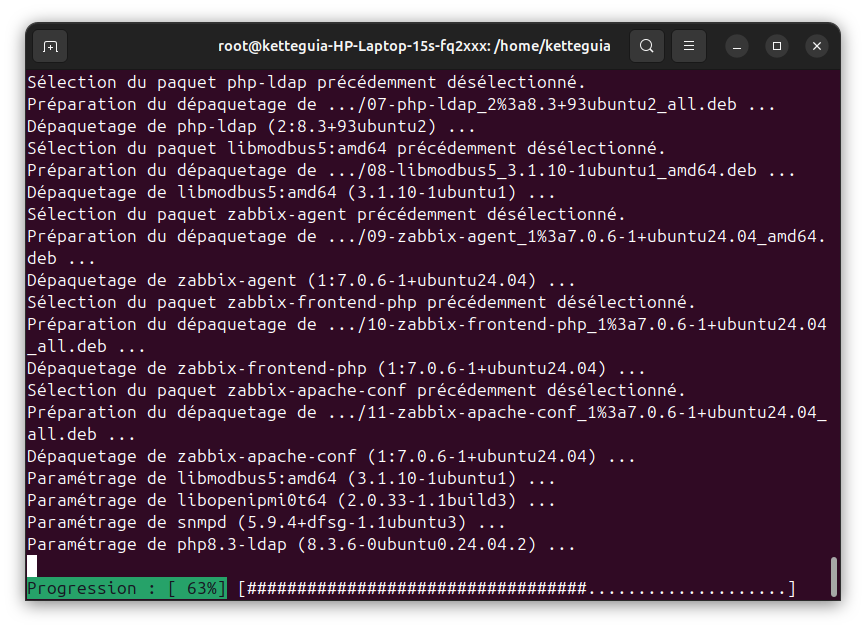 root@ketteguia-HP-Laptop-15s-fq2xxx: /home/ketteguia
Sélection du paquet php-ldap précédemment désélectionné.
Préparation du dépaquetage de .../07-php-ldap_2%3a8.3+93ubuntu2_all.deb ...
Dépaquetage de php-ldap (2:8.3+93ubuntu2) ...
Sélection du paquet libmodbus5:amd64 précédemment désélectionné.
Préparation du dépaquetage de .../08-libmodbus5_3.1.10-1ubuntu1_amd64.deb ...
Dépaquetage de libmodbus5:amd64 (3.1.10-1ubuntu1) ...
Sélection du paquet zabbix-agent précédemment désélectionné.
Préparation du dépaquetage de .../09-zabbix-agent_1%3a7.0.6-1+ubuntu24.04_amd64.
deb ...
Dépaquetage de zabbix-agent (1:7.0.6-1+ubuntu24.04) ...
Sélection du paquet zabbix-frontend-php précédemment désélectionné.
Préparation du dépaquetage de .../10-zabbix-frontend-php_1%3a7.0.6-1+ubuntu24.04
_all.deb ...
Dépaquetage de zabbix-frontend-php (1:7.0.6-1+ubuntu24.04) ...
Sélection du paquet zabbix-apache-conf précédemment désélectionné.
Préparation du dépaquetage de .../11-zabbix-apache-conf_1%3a7.0.6-1+ubuntu24.04_
all.deb ...
Dépaquetage de zabbix-apache-conf (1:7.0.6-1+ubuntu24.04) ...
Paramétrage de libmodbus5:amd64 (3.1.10-1ubuntu1) ...
Paramétrage de libopenipmi0t64 (2.0.33-1.1build3) ...
Paramétrage de snmpd (5.9.4+dfsg-1.1ubuntu3) ...
Paramétrage de php8.3-ldap (8.3.6-0ubuntu0.24.04.2) ...
Progression : [ 63%] [##################################....................]